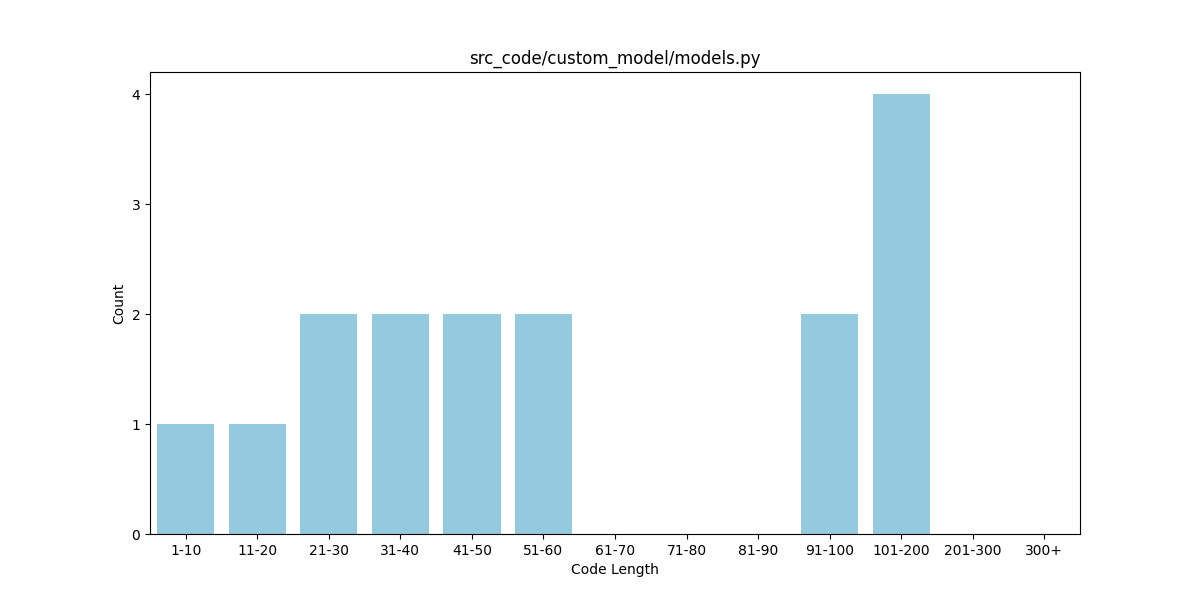 src_code/custom_model/models.py
4
3
2
1
0
Count
1-10 11-20 21-30 31-40 41-50 51-60 61-70 71-80 81-90 91-100 101-200 201-300 300+
Code Length